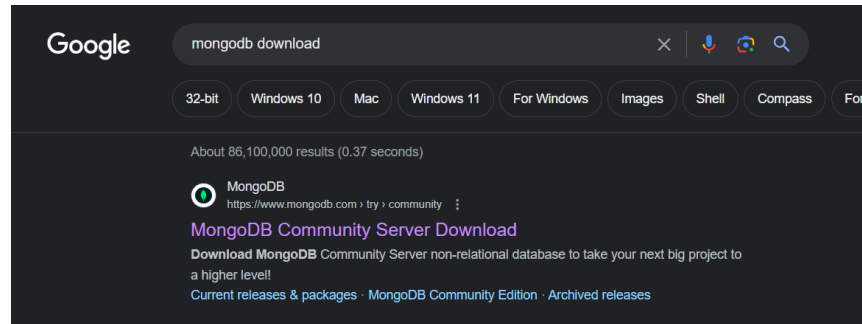 Google
mongodb download
32-bit Windows 10 Mac Windows 11 For Windows Images Shell Compass
About 86,100,000 results (0.37 seconds)
MongoDB
https://www.mongodb.com › try › community
MongoDB Community Server Download
Download MongoDB Community Server non-relational database to take your next big project to
a higher level!
Current releases & packages · MongoDB Community Edition · Archived releases